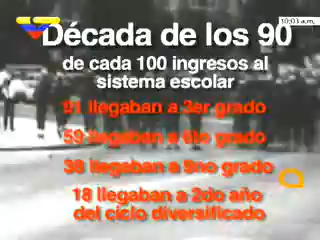 Década de los 90
10:03 a.m.
de cada 100 ingresos al
sistema escolar
91 llegaban a 3er grado
59 llegaban a 6to grado
38 llegaban a 9no grado
18 llegaban a 2do año
del ciclo diversificado